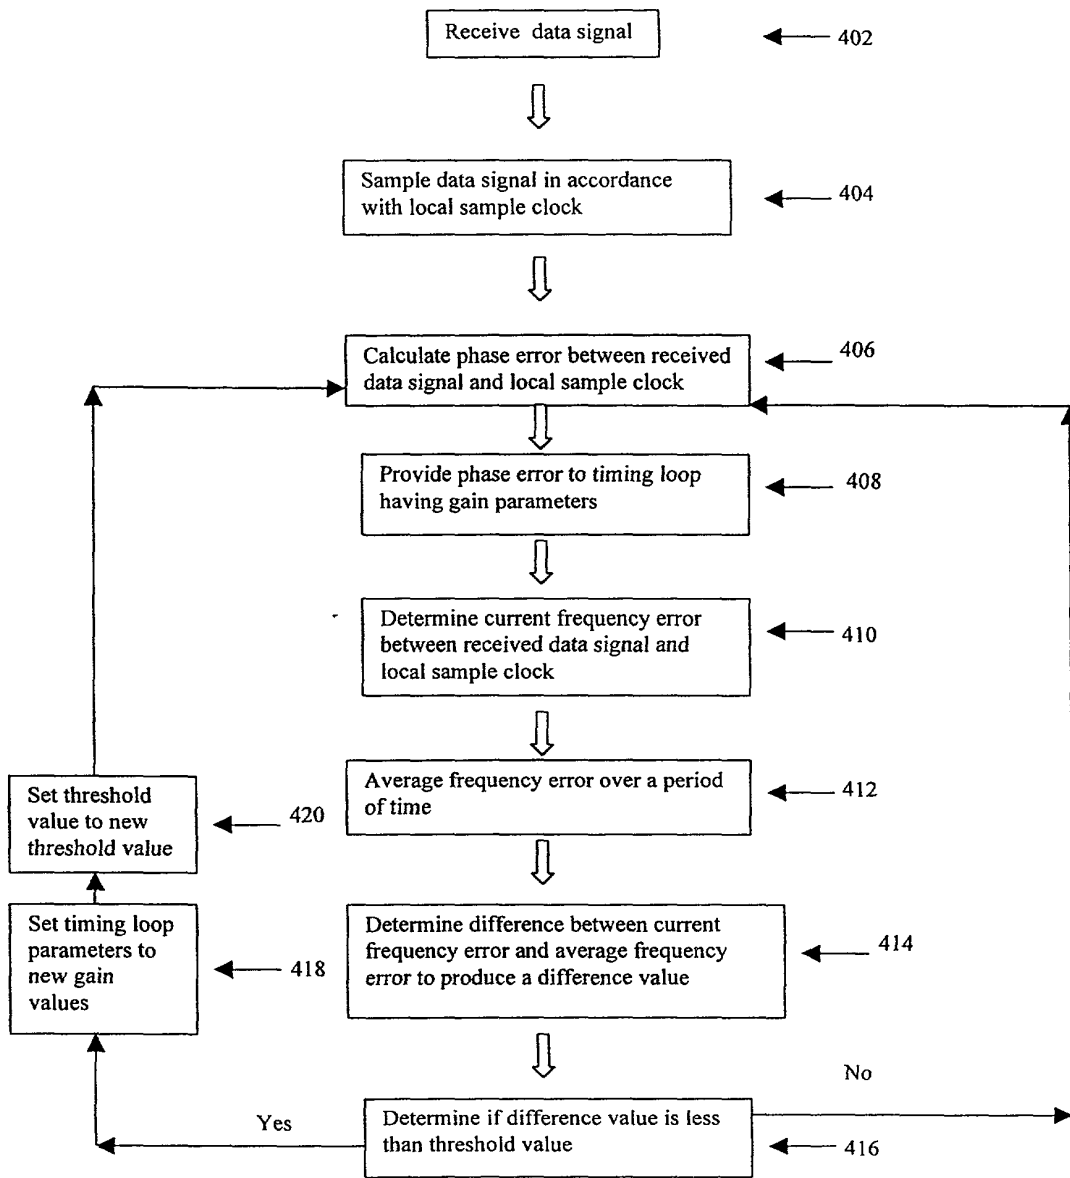 Receive data signal
402
Sample data signal in accordance
with local sample clock
404
Calculate phase error between received
data signal and local sample clock
406
Provide phase error to timing loop
having gain parameters
408
Determine current frequency error
between received data signal and
local sample clock
410
Average frequency error over a period
of time
412
Set threshold
value to new
threshold value
420
Determine difference between current
frequency error and average frequency
error to produce a difference value
414
Set timing loop
parameters to
new gain
values
418
No
Yes
Determine if difference value is less
than threshold value
416